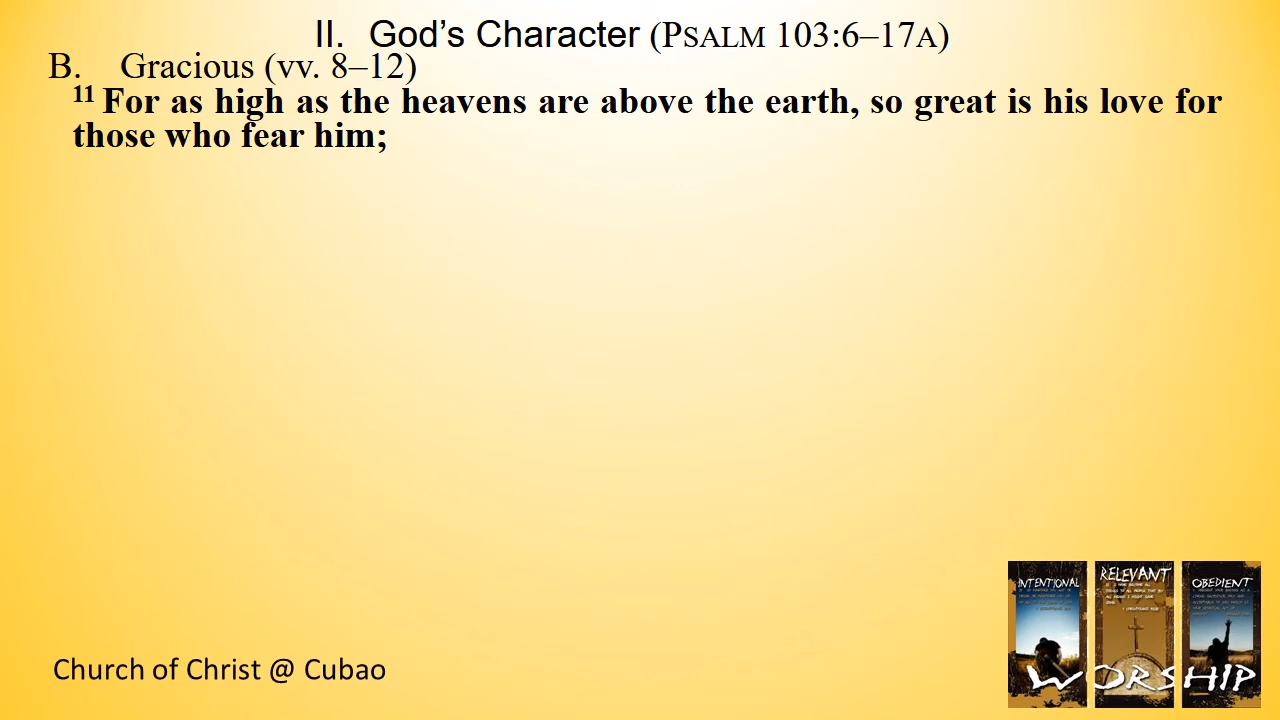 II. God’s Character (PSALM 103:6–17A)
B. Gracious (vv. 8–12)
11 For as high as the heavens are above the earth, so great is his love for
those who fear him;
Church of Christ @ Cubao
INTENTIONAL
RELEVANT
OBEDIENT
WORSHIP